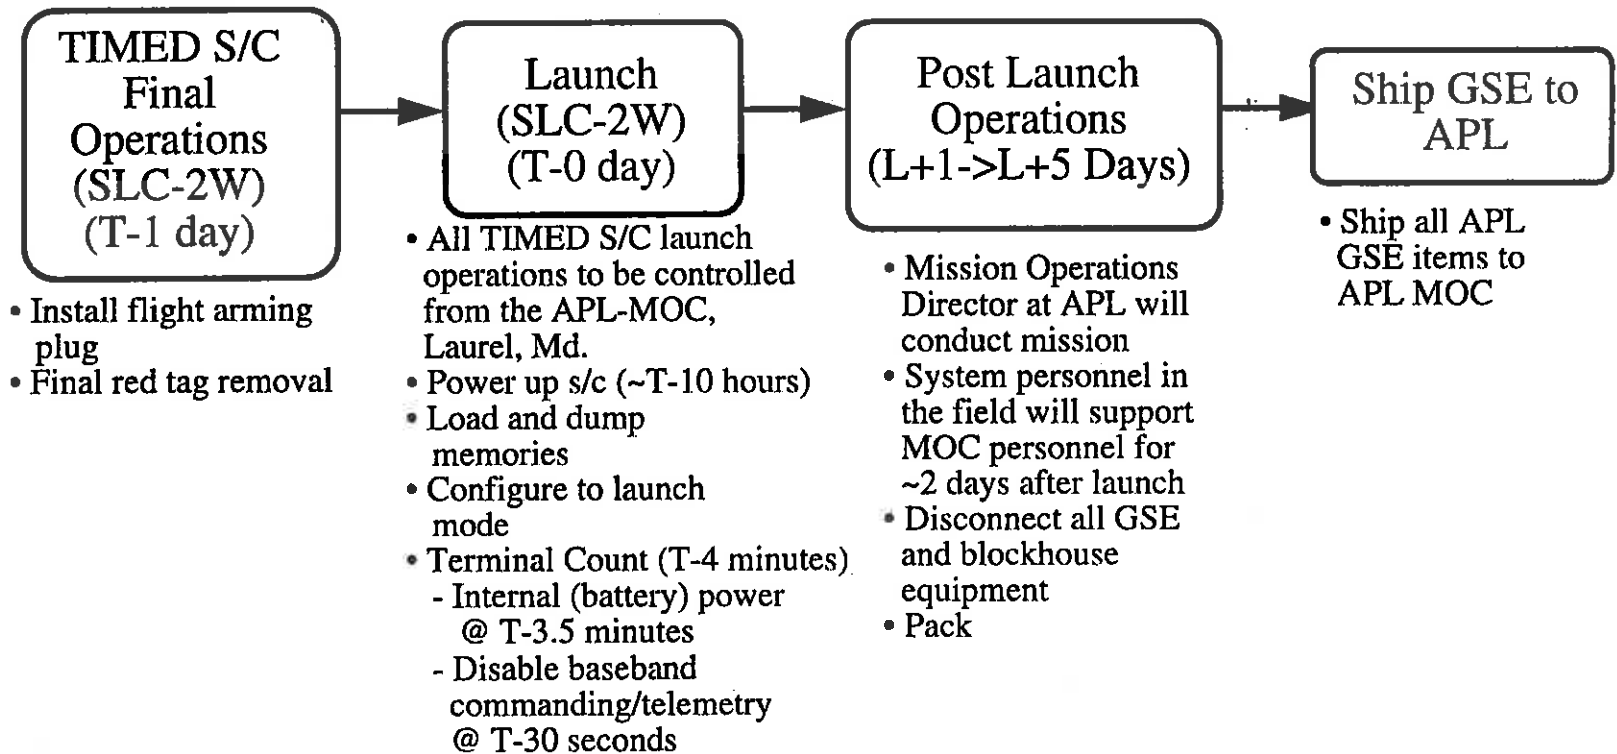 TIMED S/C
Final
Operations
(SLC-2W)
(T-1 day)
• Install flight arming
plug
• Final red tag removal
Launch
(SLC-2W)
(T-0 day)
• All TIMED S/C launch
operations to be controlled
from the APL-MOC,
Laurel, Md.
• Power up s/c (~T-10 hours)
• Load and dump
memories
• Configure to launch
mode
• Terminal Count (T-4 minutes)
- Internal (battery) power
@ T-3.5 minutes
- Disable baseband
commanding/telemetry
@ T-30 seconds
Post Launch
Operations
(L+1->L+5 Days)
• Mission Operations
Director at APL will
conduct mission
• System personnel in
the field will support
MOC personnel for
~2 days after launch
• Disconnect all GSE
and blockhouse
equipment
• Pack
Ship GSE to
APL
• Ship all APL
GSE items to
APL MOC